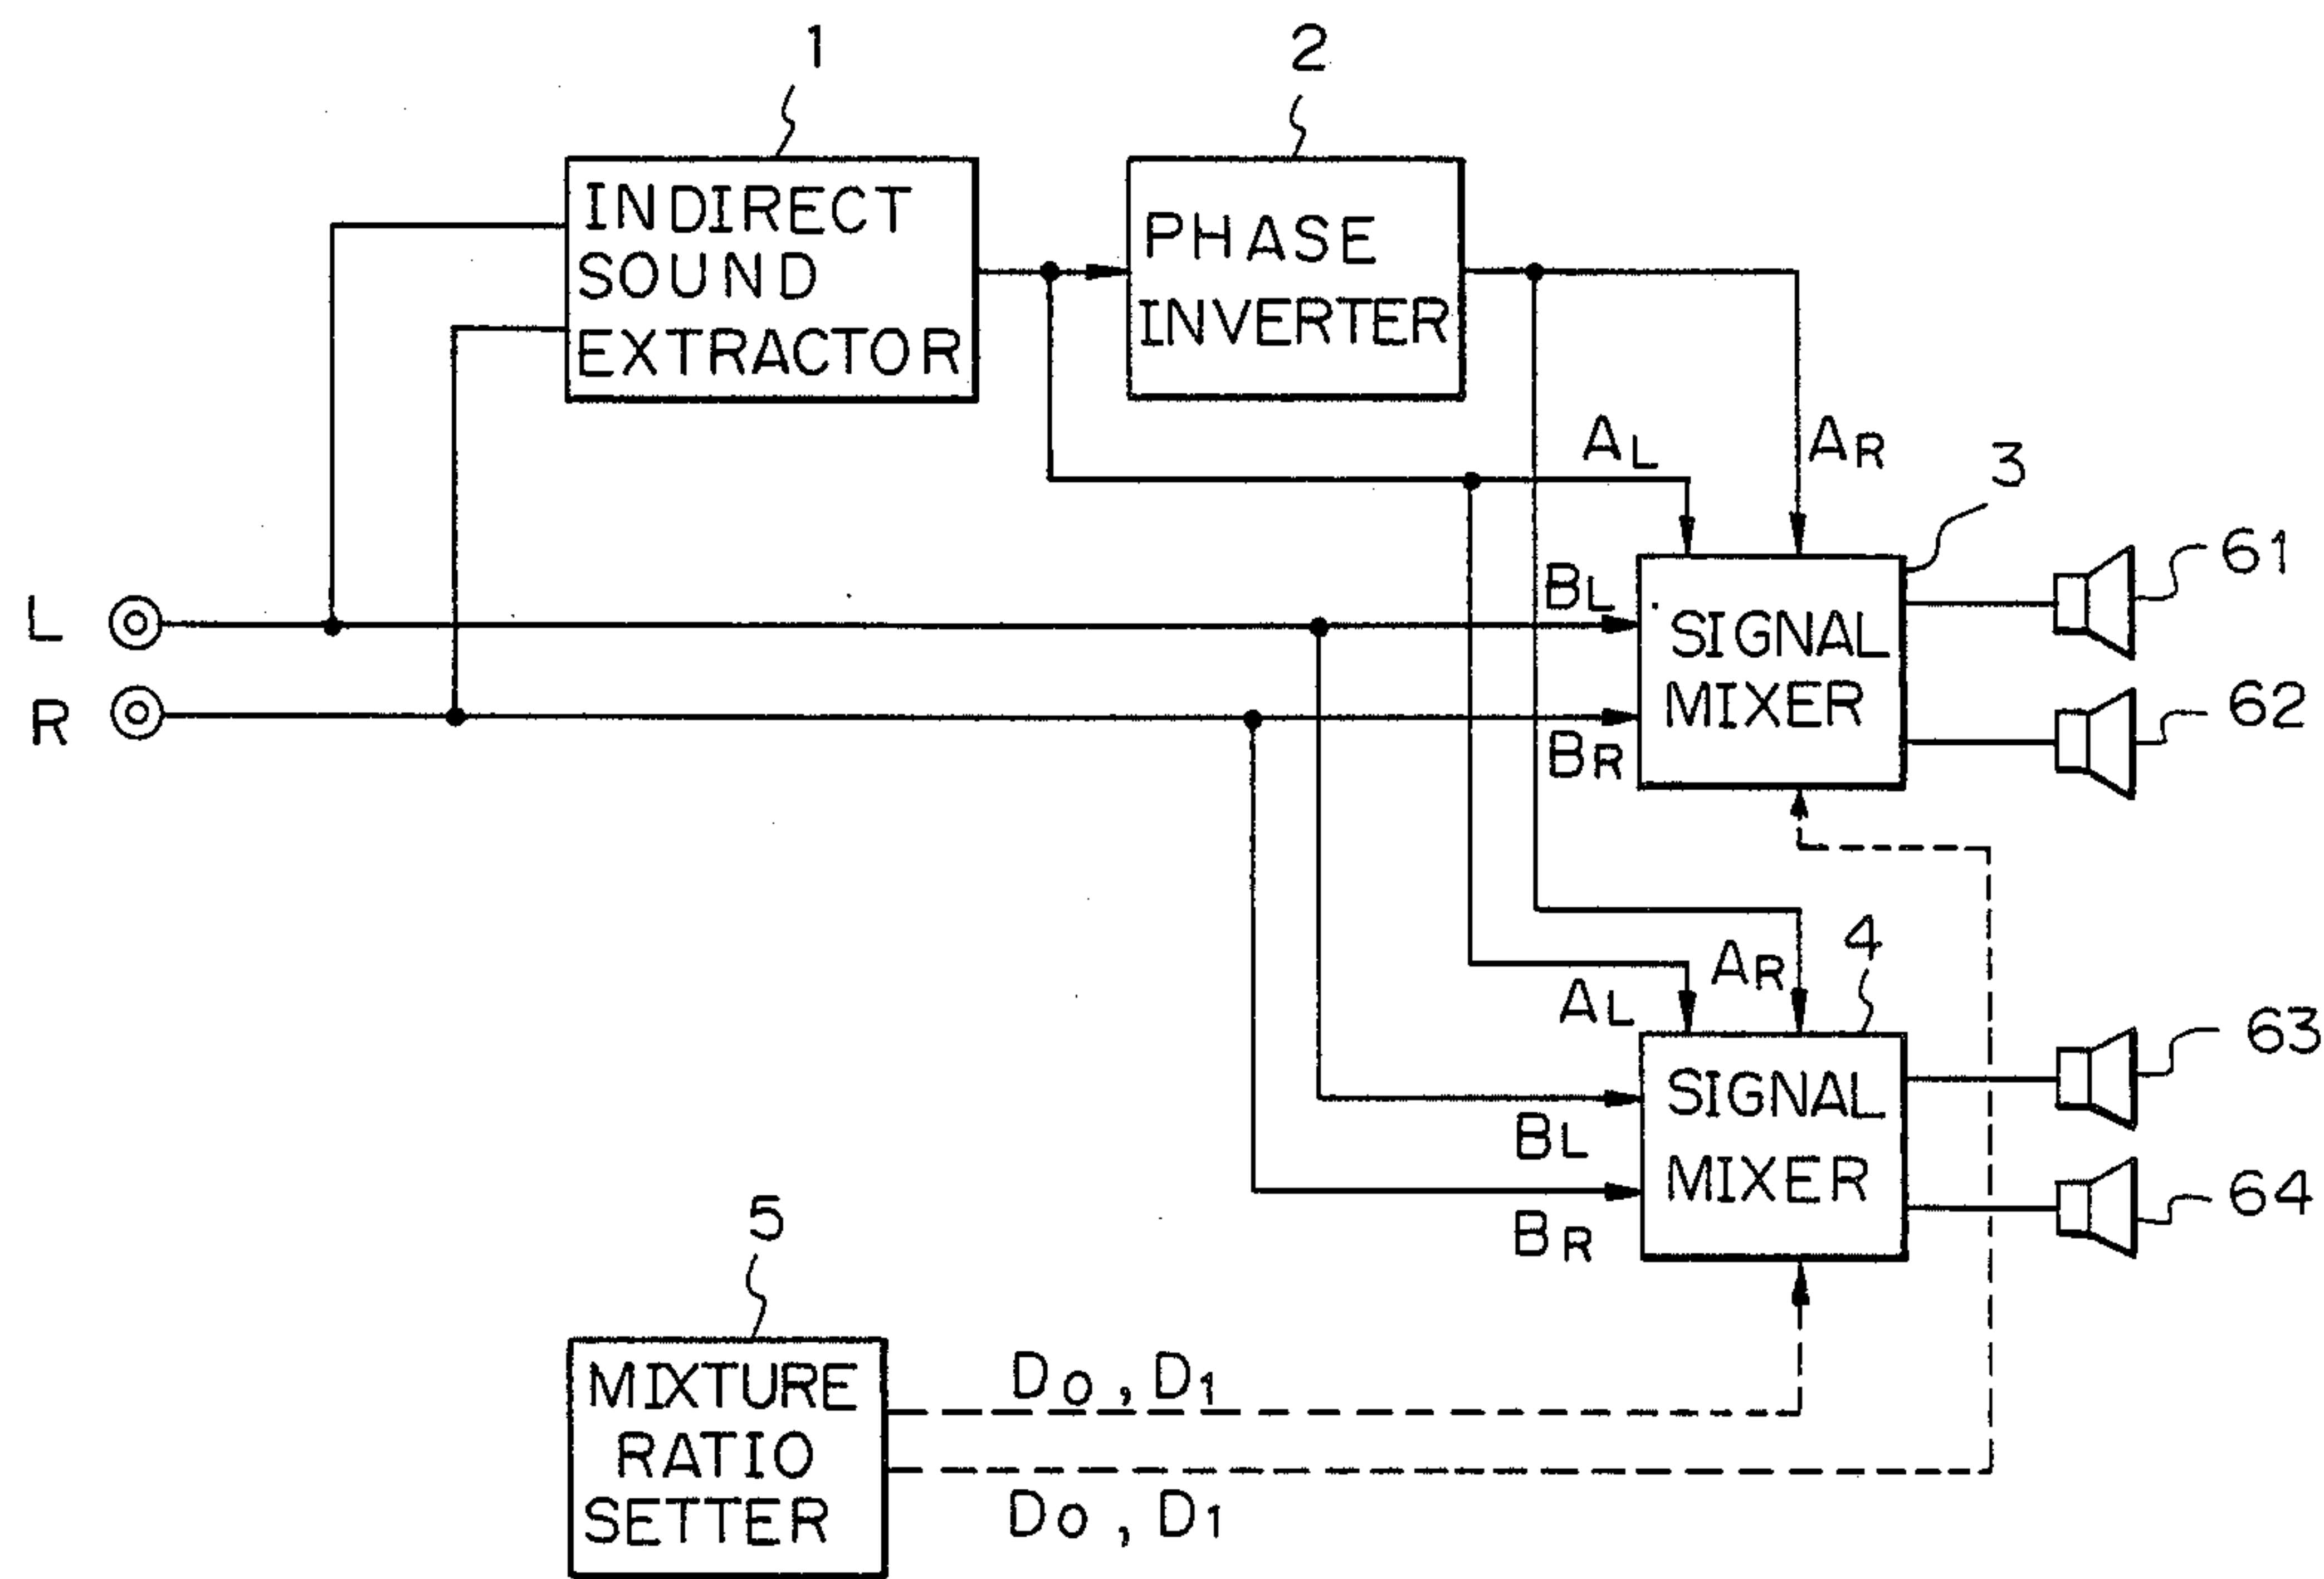 1
2
INDIRECT
SOUND
EXTRACTOR
PHASE
INVERTER
AL
AR
3
61
L
BL
SIGNAL
MIXER
R
BR
62
4
AR
AL
63
SIGNAL
MIXER
BL
64
BR
5
MIXTURE
RATIO
SETTER
D0, D1
D0, D1